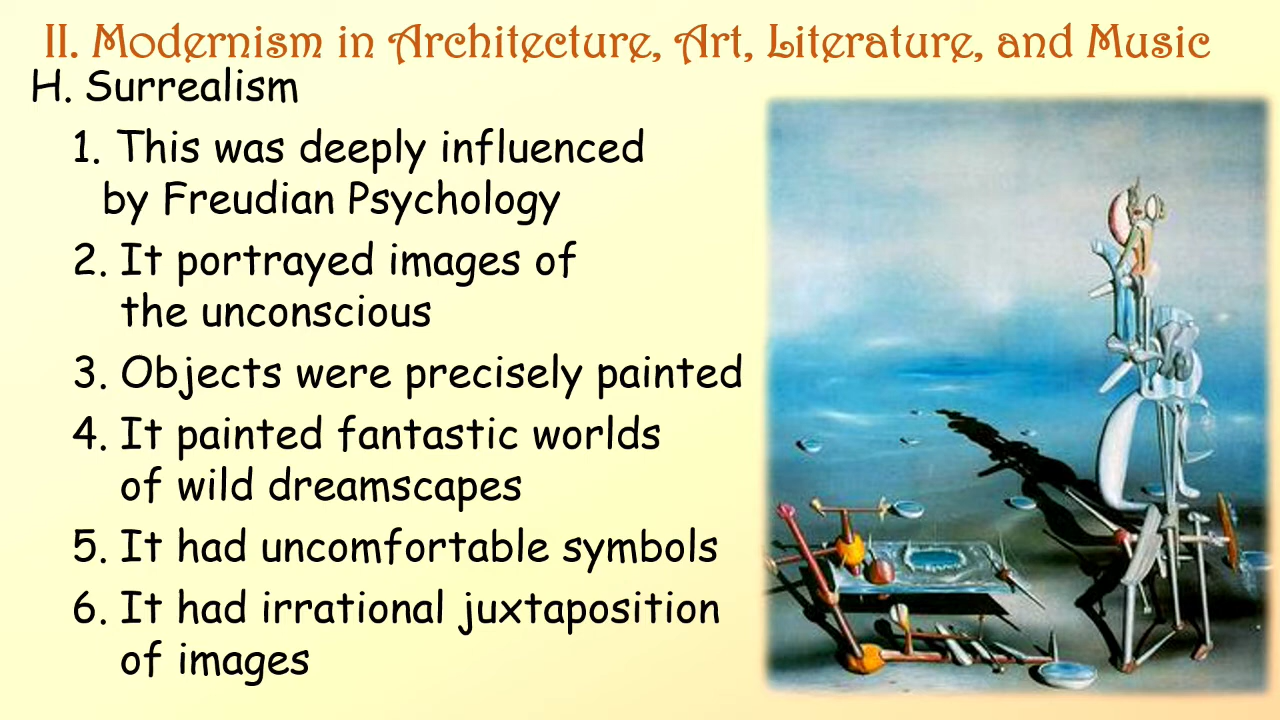 II. Modernism in Architecture, Art, Literature, and Music
H. Surrealism
1. This was deeply influenced
by Freudian Psychology
2. It portrayed images of
the unconscious
3. Objects were precisely painted
4. It painted fantastic worlds
of wild dreamscapes
5. It had uncomfortable symbols
6. It had irrational juxtaposition
of images